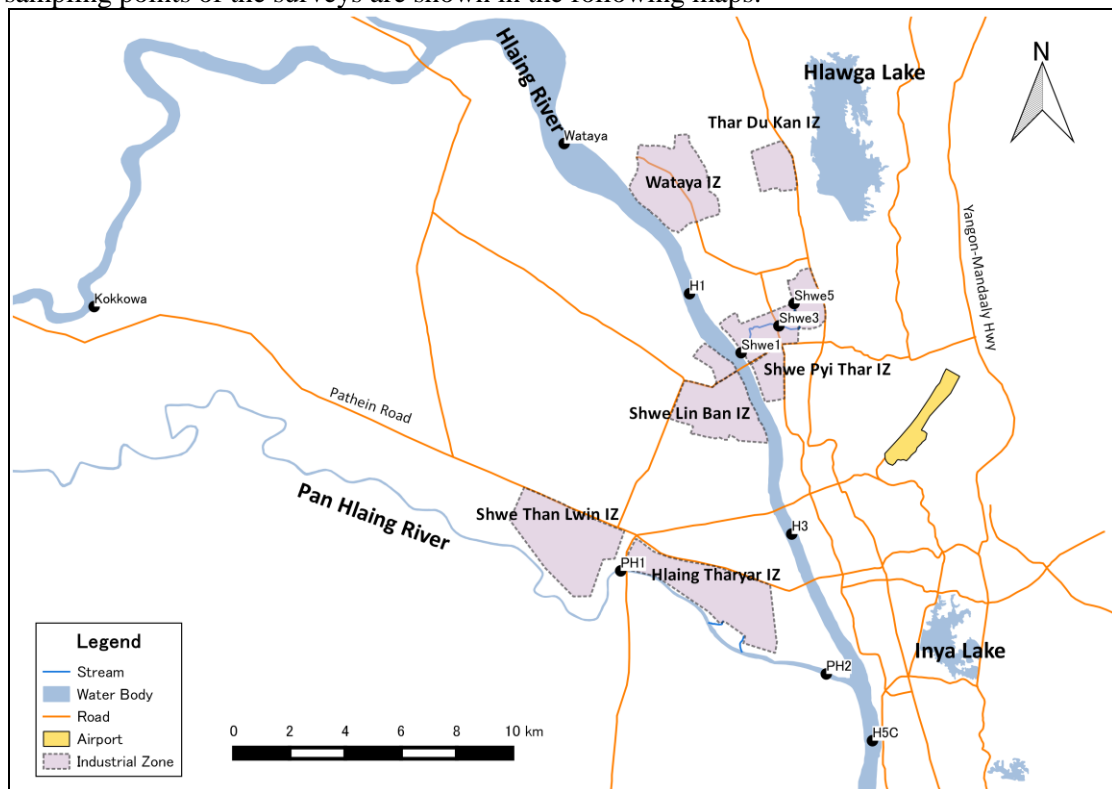 sampling points of the surveys are shown in the following maps.
Hlaing River
Hlawga Lake
N
Wataya
Thar Du Kan IZ
Wataya IZ
Yangon-Mandaaly Hwy
Kokkowa
H1
Shwe5
Shwe3
Shwe1
Shwe Pyi Thar IZ
Pathein Road
Shwe Lin Ban IZ
Pan Hlaing River
Shwe Than Lwin IZ
H3
PH1
Hlaing Tharyar IZ
Inya Lake
PH2
H5C
Legend
Stream
Water Body
Road
Airport
Industrial Zone
0 2 4 6 8 10 km